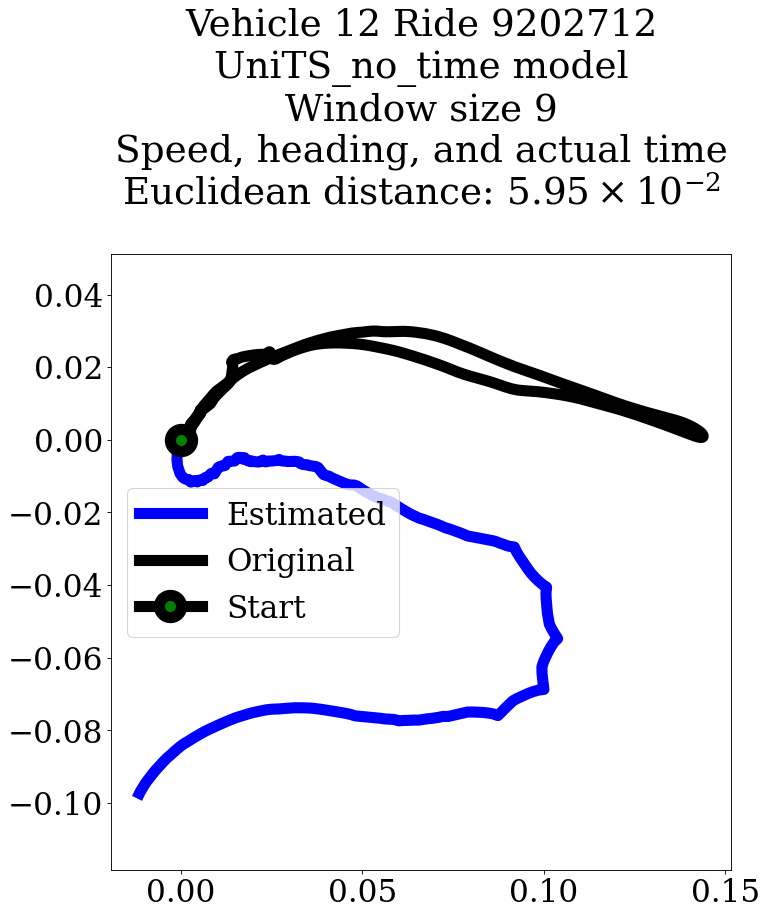 Vehicle 12 Ride 9202712
UniTS_no_time model
Window size 9
Speed, heading, and actual time
Euclidean distance: 5.95 × 10⁻²
0.04
0.02
0.00
−0.02
−0.04
−0.06
−0.08
−0.10
Estimated
Original
Start
0.00 0.05 0.10 0.15